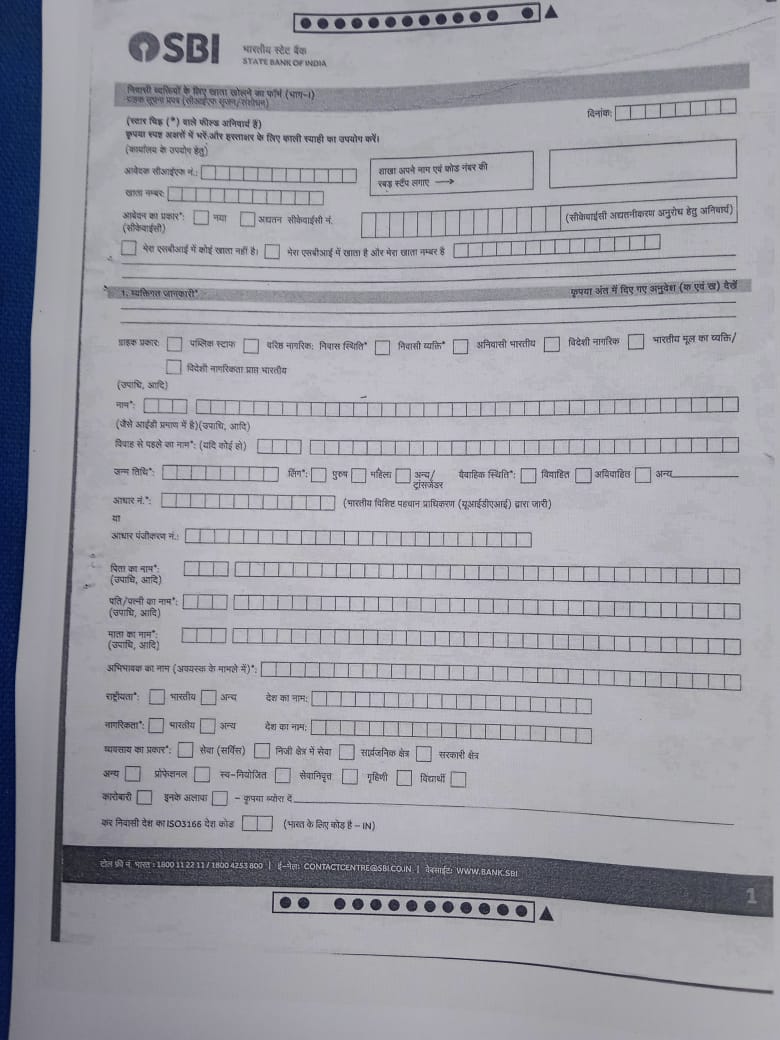 SBI
भारतीय स्टेट बैंक
STATE BANK OF INDIA
निवासी व्यक्तियों के लिए खाता खोलने का फॉर्म (भाग-I)
ग्राहक सूचना प्रपत्र (सीआईएफ सृजन/संशोधन)
(स्टार चिह्न (*) वाले फील्ड अनिवार्य हैं)
दिनांक:
कृपया स्पष्ट अक्षरों में भरें और हस्ताक्षर के लिए काली स्याही का उपयोग करें।
(कार्यालय के उपयोग हेतु)
आवेदक सीआईएफ नं.:
शाखा अपने नाम एवं कोड नंबर की
रबड़ स्टैंप लगाए
खाता नम्बर:
आवेदन का प्रकार*: नया अद्यतन सीकेवाईसी नं. (सीकेवाईसी अद्यतनीकरण अनुरोध हेतु अनिवार्य)
(सीकेवाईसी)
मेरा एसबीआई में कोई खाता नहीं है। मेरा एसबीआई में खाता है और मेरा खाता नम्बर है
1. व्यक्तिगत जानकारी* कृपया अंत में दिए गए अनुदेश (क एवं ख) देखें
ग्राहक प्रकार: पब्लिक स्टाफ वरिष्ठ नागरिक: निवास स्थिति* निवासी व्यक्ति* अनिवासी भारतीय विदेशी नागरिक भारतीय मूल का व्यक्ति/
विदेशी नागरिकता प्राप्त भारतीय
(उपाधि, आदि)
नाम*:
(जैसे आईडी प्रमाण में है)(उपाधि, आदि)
विवाह से पहले का नाम*: (यदि कोई हो)
जन्म तिथि*: लिंग*: पुरुष महिला अन्य/ वैवाहिक स्थिति*: विवाहित अविवाहित अन्य
ट्रांसजेंडर
आधार नं.*: (भारतीय विशिष्ट पहचान प्राधिकरण (यूआईडीएआई) द्वारा जारी)
या
आधार पंजीकरण नं.:
पिता का नाम*:
(उपाधि, आदि)
पति/पत्नी का नाम*:
(उपाधि, आदि)
माता का नाम*:
(उपाधि, आदि)
अभिभावक का नाम (अवयस्क के मामले में)*:
राष्ट्रीयता*: भारतीय अन्य देश का नाम:
नागरिकता*: भारतीय अन्य देश का नाम:
व्यवसाय का प्रकार*: सेवा (सर्विस) निजी क्षेत्र में सेवा सार्वजनिक क्षेत्र सरकारी क्षेत्र
अन्य प्रोफेशनल स्व-नियोजित सेवानिवृत्त गृहिणी विद्यार्थी
कारोबारी इनके अलावा - कृपया ब्योरा दें
कर निवासी देश का ISO3166 देश कोड (भारत के लिए कोड है – IN)
टोल फ्री नं. भारत : 1800 11 22 11 / 1800 4253 800 | ई-मेल: CONTACTCENTRE@SBI.CO.IN | वेबसाईट: WWW.BANK.SBI
1